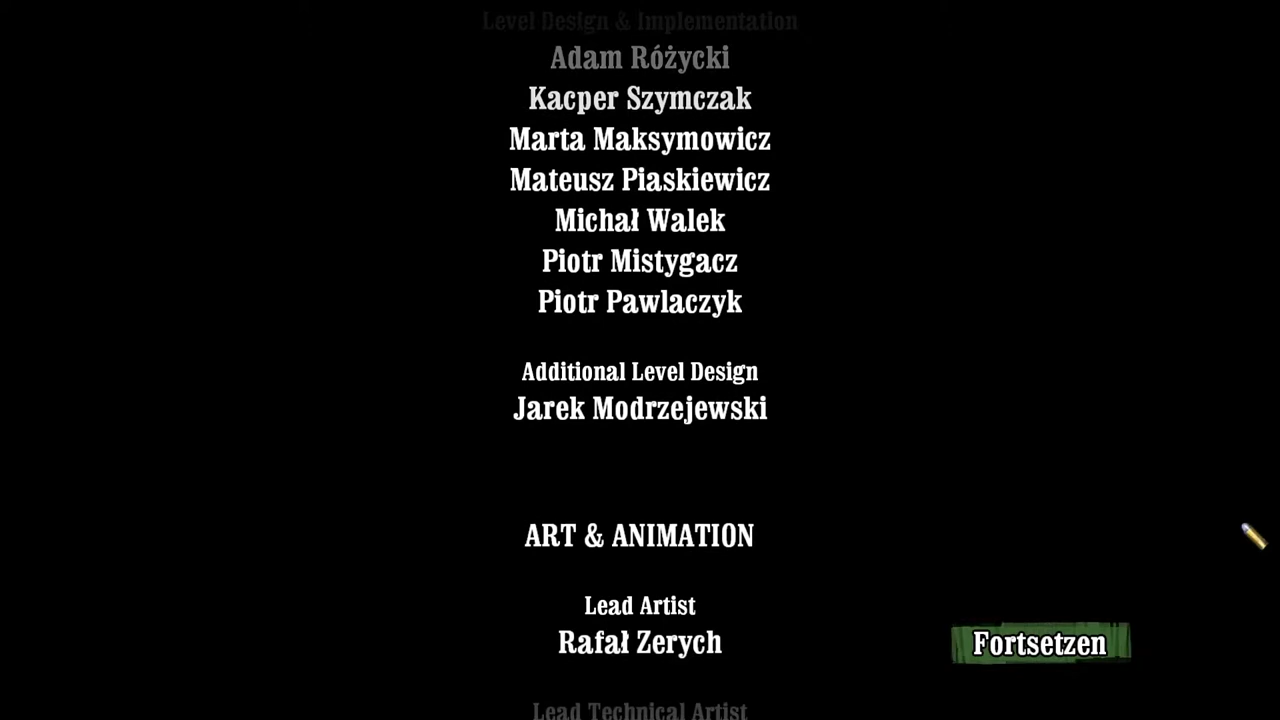 Level Design & Implementation
Adam Różycki
Kacper Szymczak
Marta Maksymowicz
Mateusz Piaskiewicz
Michał Walek
Piotr Mistygacz
Piotr Pawlaczyk
Additional Level Design
Jarek Modrzejewski
ART & ANIMATION
Lead Artist
Rafał Zerych
Fortsetzen
Lead Technical Artist